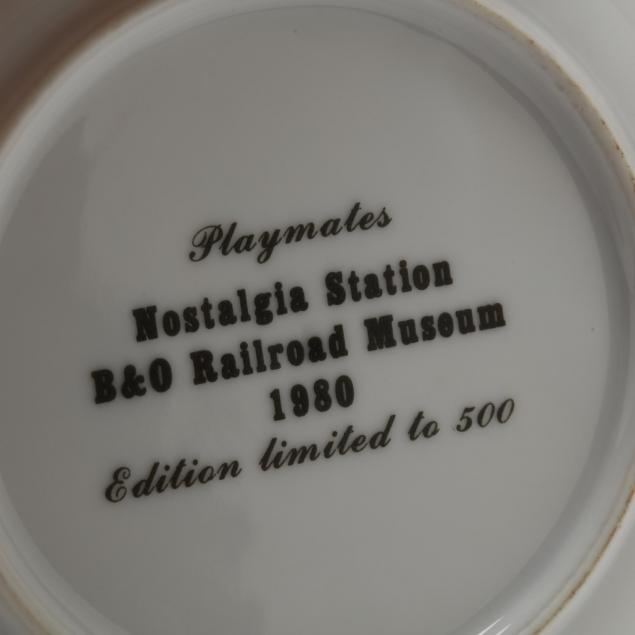 Playmates
Nostalgia Station
B&O Railroad Museum
1980
Edition limited to 500